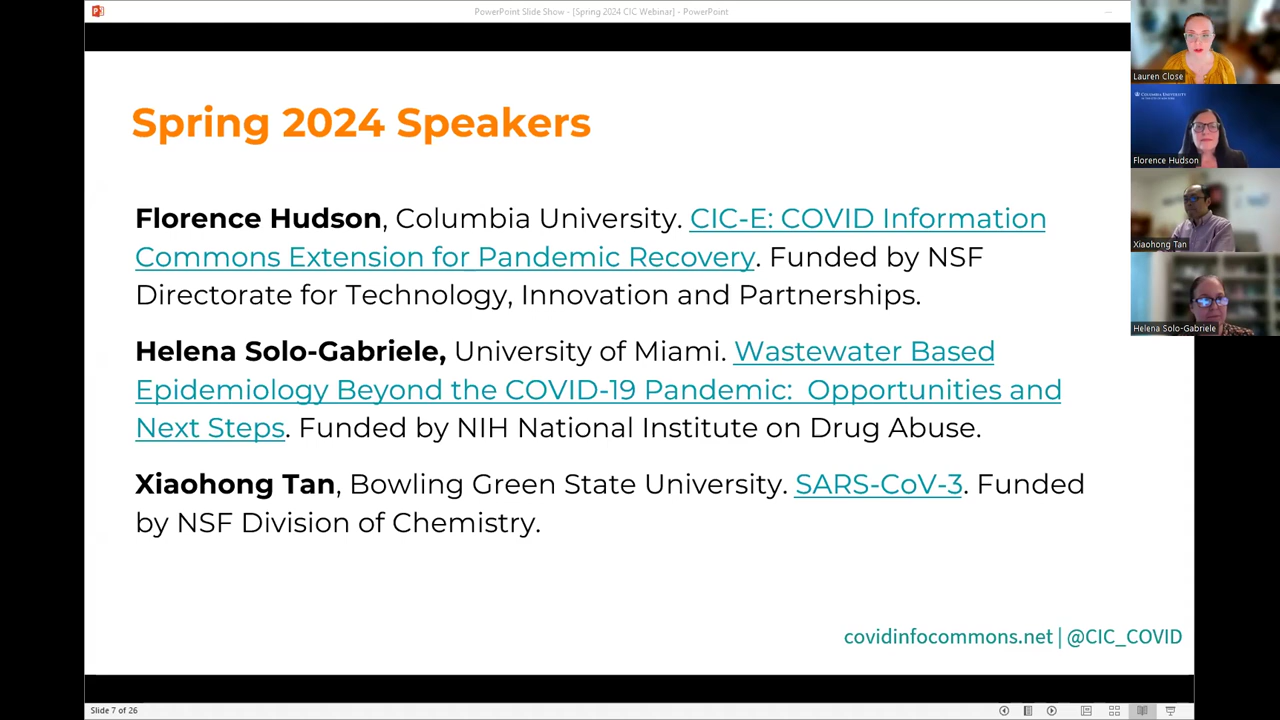 PowerPoint Slide Show - [Spring 2024 CIC Webinar] - PowerPoint
Spring 2024 Speakers
Florence Hudson, Columbia University. CIC-E: COVID Information
Commons Extension for Pandemic Recovery. Funded by NSF
Directorate for Technology, Innovation and Partnerships.
Helena Solo-Gabriele, University of Miami. Wastewater Based
Epidemiology Beyond the COVID-19 Pandemic:  Opportunities and
Next Steps. Funded by NIH National Institute on Drug Abuse.
Xiaohong Tan, Bowling Green State University. SARS-CoV-3. Funded
by NSF Division of Chemistry.
covidinfocommons.net | @CIC_COVID
Slide 7 of 26
Lauren Close
COLUMBIA UNIVERSITY
Florence Hudson
Xiaohong Tan
Helena Solo-Gabriele